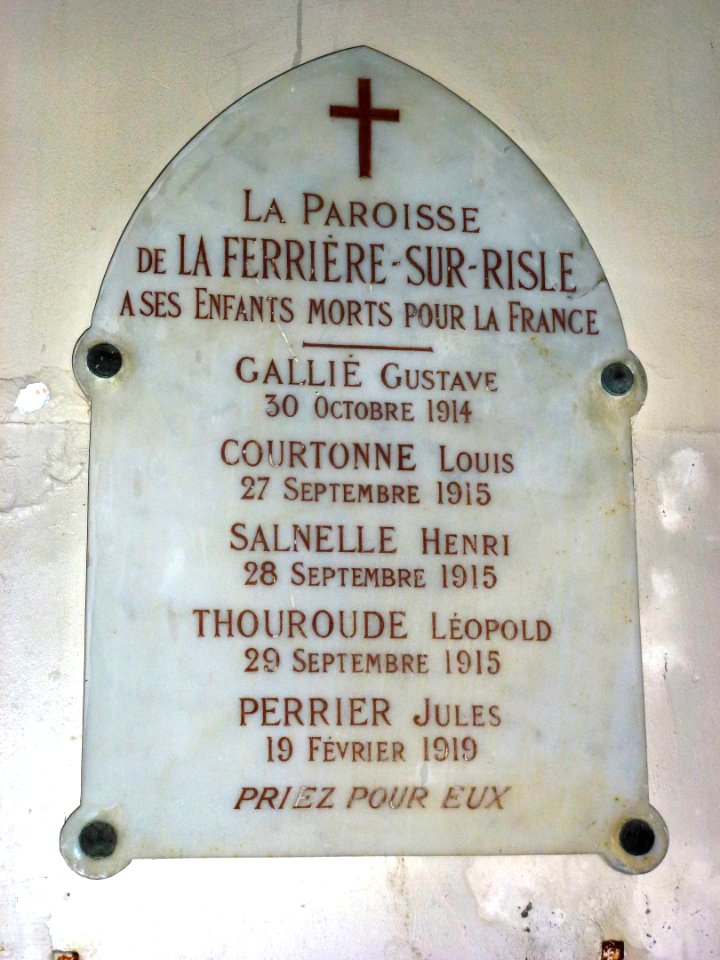 LA PAROISSE
DE LA FERRIÈRE-SUR-RISLE
A SES ENFANTS MORTS POUR LA FRANCE
GALLIÉ GUSTAVE
30 OCTOBRE 1914
COURTONNE LOUIS
27 SEPTEMBRE 1915
SALNELLE HENRI
28 SEPTEMBRE 1915
THOUROUDE LÉOPOLD
29 SEPTEMBRE 1915
PERRIER JULES
19 FÉVRIER 1919
PRIEZ POUR EUX